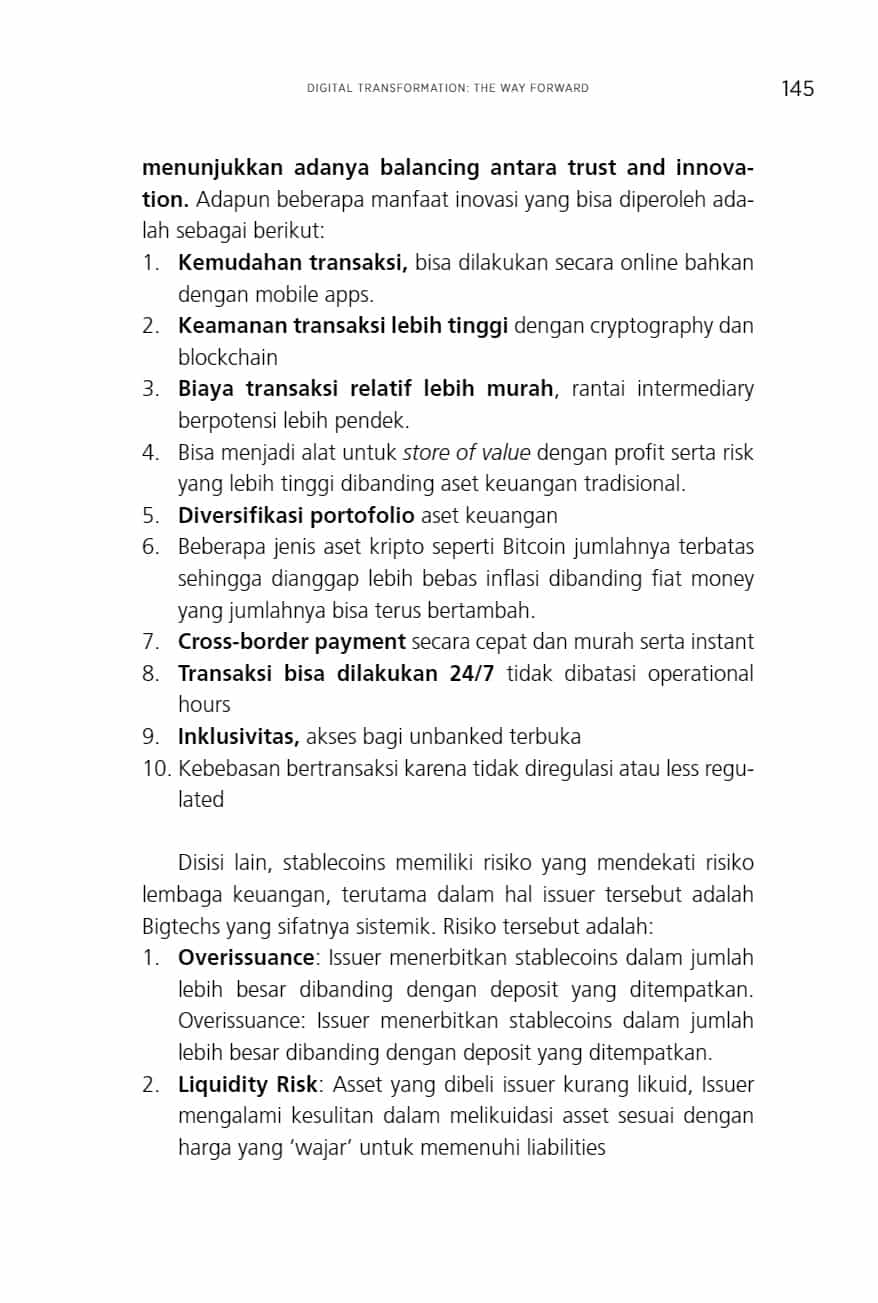 DIGITAL TRANSFORMATION: THE WAY FORWARD 145
menunjukkan adanya balancing antara trust and innova-
tion. Adapun beberapa manfaat inovasi yang bisa diperoleh ada-
lah sebagai berikut:
1. Kemudahan transaksi, bisa dilakukan secara online bahkan
dengan mobile apps.
2. Keamanan transaksi lebih tinggi dengan cryptography dan
blockchain
3. Biaya transaksi relatif lebih murah, rantai intermediary
berpotensi lebih pendek.
4. Bisa menjadi alat untuk store of value dengan profit serta risk
yang lebih tinggi dibanding aset keuangan tradisional.
5. Diversifikasi portofolio aset keuangan
6. Beberapa jenis aset kripto seperti Bitcoin jumlahnya terbatas
sehingga dianggap lebih bebas inflasi dibanding fiat money
yang jumlahnya bisa terus bertambah.
7. Cross-border payment secara cepat dan murah serta instant
8. Transaksi bisa dilakukan 24/7 tidak dibatasi operational
hours
9. Inklusivitas, akses bagi unbanked terbuka
10. Kebebasan bertransaksi karena tidak diregulasi atau less regu-
lated
Disisi lain, stablecoins memiliki risiko yang mendekati risiko
lembaga keuangan, terutama dalam hal issuer tersebut adalah
Bigtechs yang sifatnya sistemik. Risiko tersebut adalah:
1. Overissuance: Issuer menerbitkan stablecoins dalam jumlah
lebih besar dibanding dengan deposit yang ditempatkan.
Overissuance: Issuer menerbitkan stablecoins dalam jumlah
lebih besar dibanding dengan deposit yang ditempatkan.
2. Liquidity Risk: Asset yang dibeli issuer kurang likuid, Issuer
mengalami kesulitan dalam melikuidasi asset sesuai dengan
harga yang ‘wajar’ untuk memenuhi liabilities